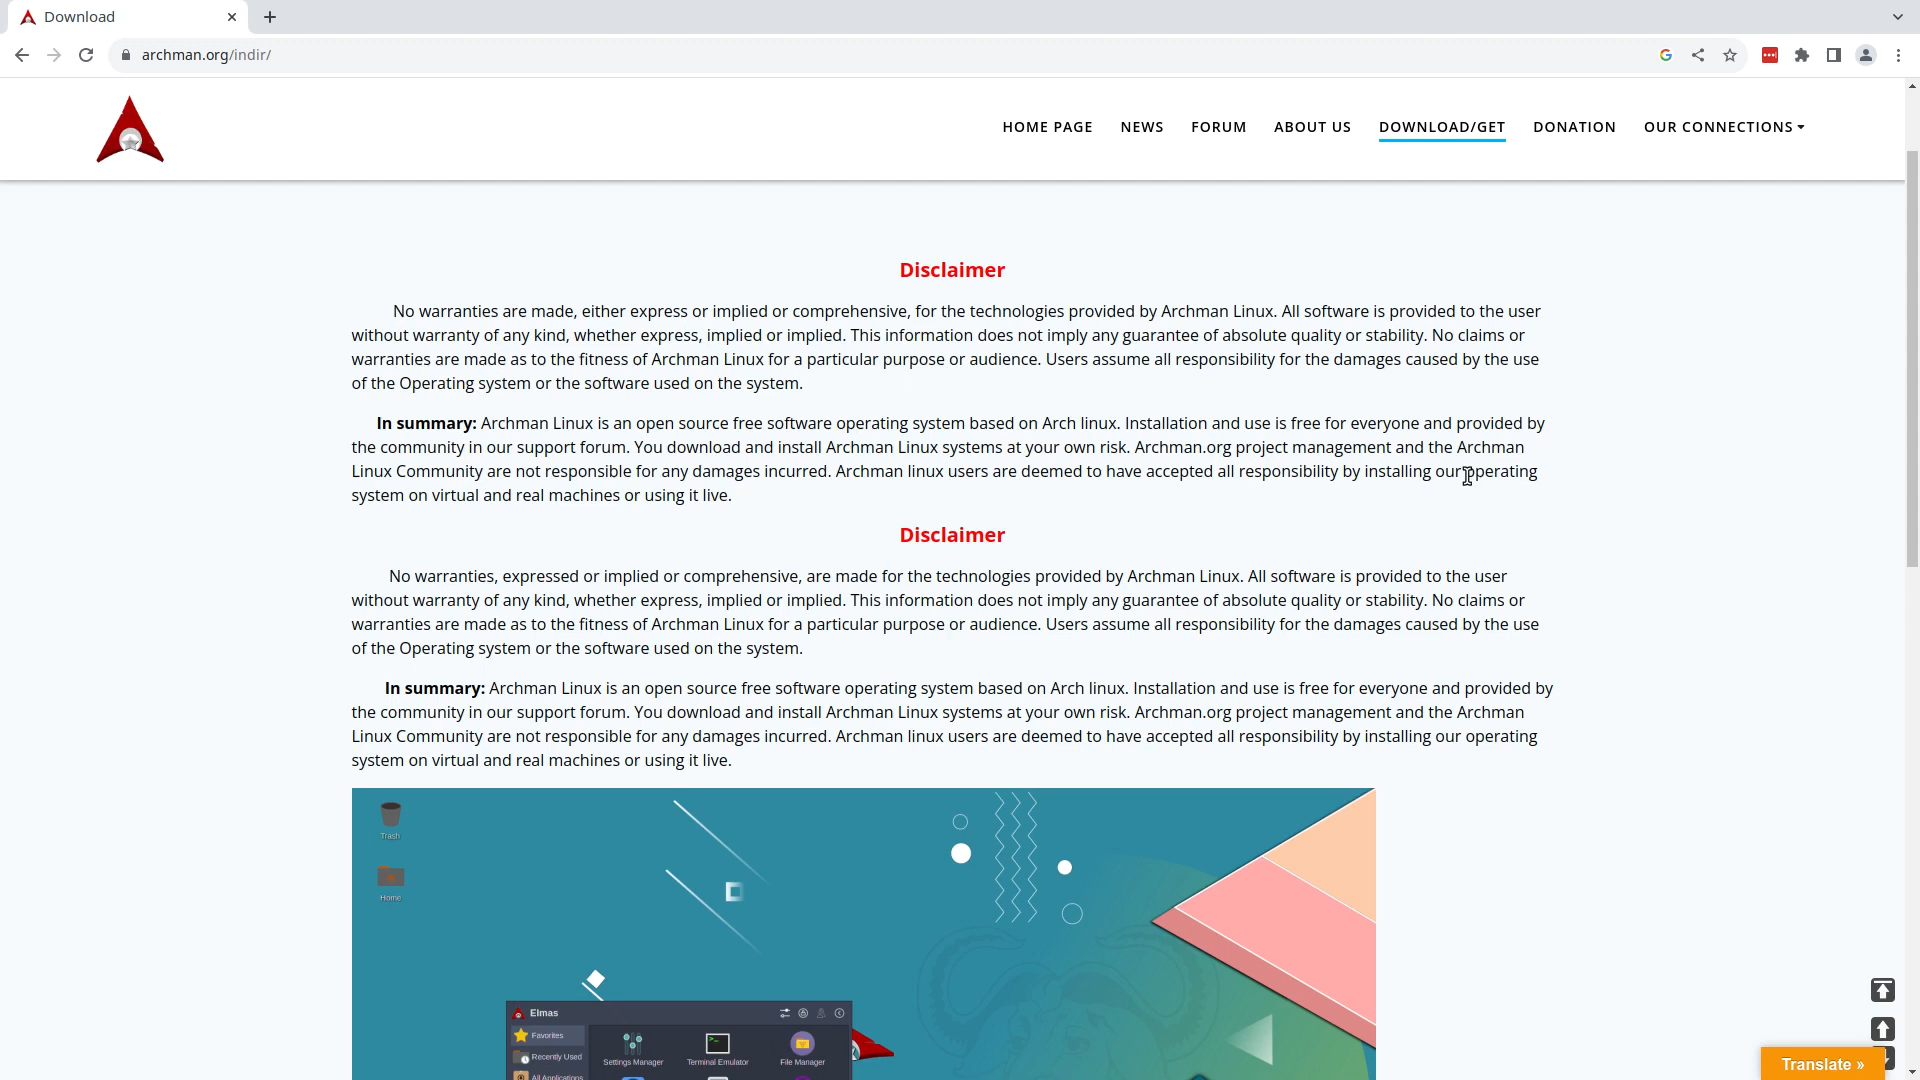 Download
archman.org/indir/
HOME PAGE NEWS FORUM ABOUT US DOWNLOAD/GET DONATION OUR CONNECTIONS
Disclaimer
No warranties are made, either express or implied or comprehensive, for the technologies provided by Archman Linux. All software is provided to the user
without warranty of any kind, whether express, implied or implied. This information does not imply any guarantee of absolute quality or stability. No claims or
warranties are made as to the fitness of Archman Linux for a particular purpose or audience. Users assume all responsibility for the damages caused by the use
of the Operating system or the software used on the system.
In summary: Archman Linux is an open source free software operating system based on Arch linux. Installation and use is free for everyone and provided by
the community in our support forum. You download and install Archman Linux systems at your own risk. Archman.org project management and the Archman
Linux Community are not responsible for any damages incurred. Archman linux users are deemed to have accepted all responsibility by installing our operating
system on virtual and real machines or using it live.
Disclaimer
No warranties, expressed or implied or comprehensive, are made for the technologies provided by Archman Linux. All software is provided to the user
without warranty of any kind, whether express, implied or implied. This information does not imply any guarantee of absolute quality or stability. No claims or
warranties are made as to the fitness of Archman Linux for a particular purpose or audience. Users assume all responsibility for the damages caused by the use
of the Operating system or the software used on the system.
In summary: Archman Linux is an open source free software operating system based on Arch linux. Installation and use is free for everyone and provided by
the community in our support forum. You download and install Archman Linux systems at your own risk. Archman.org project management and the Archman
Linux Community are not responsible for any damages incurred. Archman linux users are deemed to have accepted all responsibility by installing our operating
system on virtual and real machines or using it live.
Trash
Home
Elmas
Favorites
Recently Used
All Applications
Settings Manager Terminal Emulator File Manager
Translate »